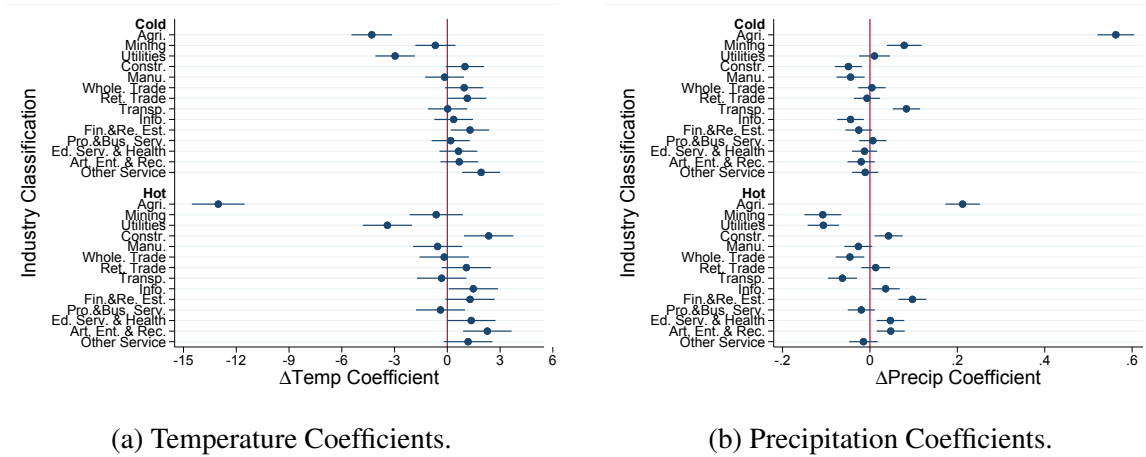 Industry Classification
Cold
Agri.
Mining
Utilities
Constr.
Manu.
Whole. Trade
Ret. Trade
Transp.
Info.
Fin.&Re. Est.
Pro.&Bus. Serv.
Ed. Serv. & Health
Art, Ent. & Rec.
Other Service
Hot
Agri.
Mining
Utilities
Constr.
Manu.
Whole. Trade
Ret. Trade
Transp.
Info.
Fin.&Re. Est.
Pro.&Bus. Serv.
Ed. Serv. & Health
Art, Ent. & Rec.
Other Service
-15 -12 -9 -6 -3 0 3 6
ΔTemp Coefficient
(a) Temperature Coefficients.
Industry Classification
Cold
Agri.
Mining
Utilities
Constr.
Manu.
Whole. Trade
Ret. Trade
Transp.
Info.
Fin.&Re. Est.
Pro.&Bus. Serv.
Ed. Serv. & Health
Art, Ent. & Rec.
Other Service
Hot
Agri.
Mining
Utilities
Constr.
Manu.
Whole. Trade
Ret. Trade
Transp.
Info.
Fin.&Re. Est.
Pro.&Bus. Serv.
Ed. Serv. & Health
Art, Ent. & Rec.
Other Service
-.2 0 .2 .4 .6
ΔPrecip Coefficient
(b) Precipitation Coefficients.